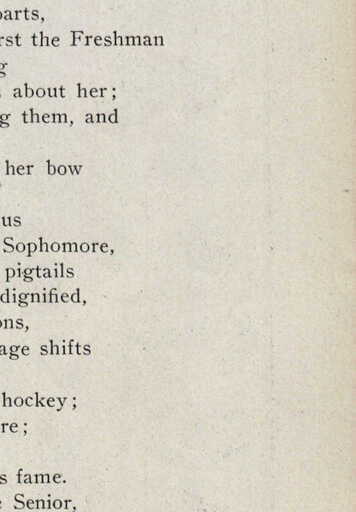 parts,
rst the Freshman
g
about her;
g them, and
her bow
us
Sophomore,
pigtails
dignified,
ons,
age shifts
hockey;
re;
s fame.
e Senior,